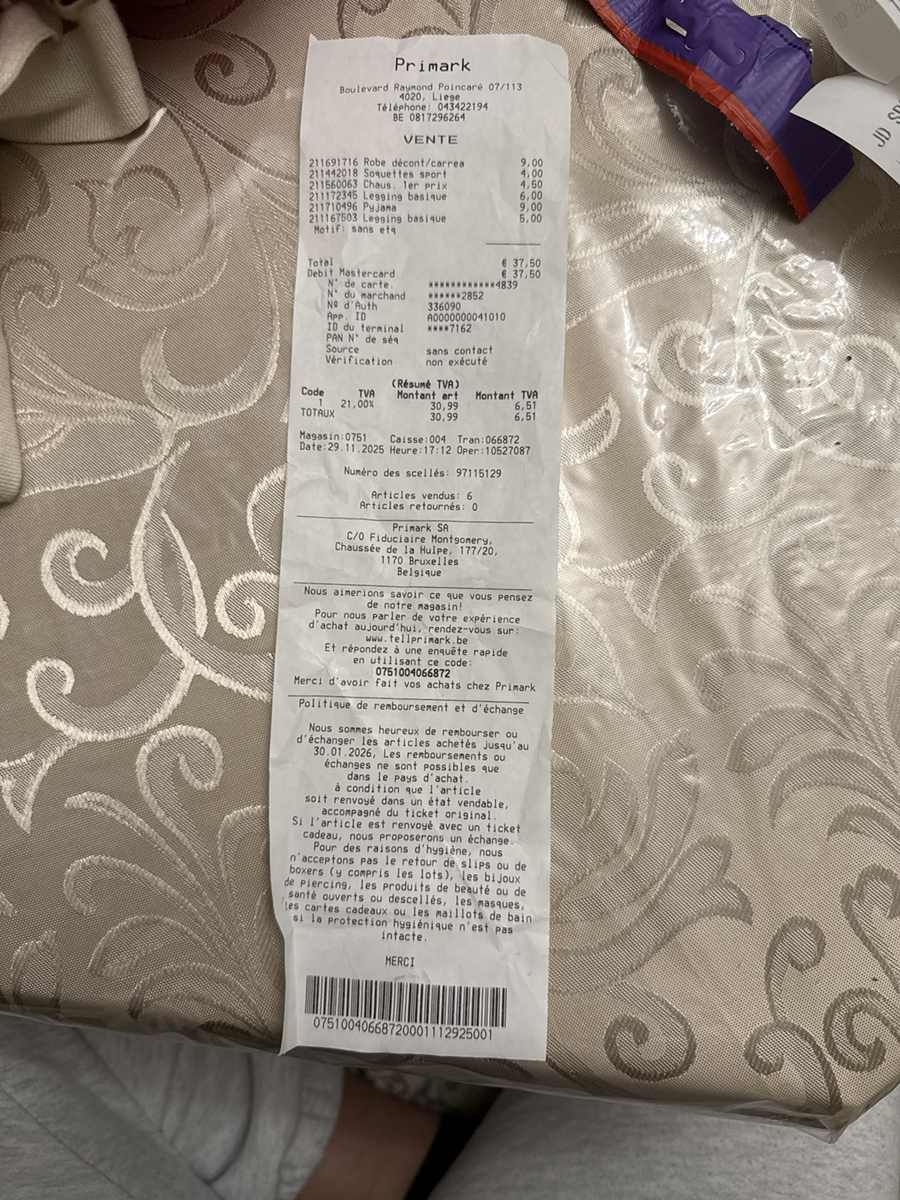 Primark
Boulevard Raymond Poincaré 07/113
4020, Liege
Téléphone: 043422194
BE 0817296264
VENTE
211691716 Robe décont/carrea 9,00
211442018 Soquettes sport 4,00
211560063 Chaus. 1er prix 4,50
211172345 Legging basique 6,00
211710496 Pyjama 9,00
211167503 Legging basique 5,00
Motif: sans etq
Total € 37,50
Debit Mastercard € 37,50
N° de carte. ************4839
N° du marchand ******2852
Nº d'Auth 336090
App. ID A0000000041010
ID du terminal ****7162
PAN N° de séq
Source sans contact
Vérification non exécuté
(Résumé TVA)
Code TVA Montant art Montant TVA
1 21,00% 30,99 6,51
TOTAUX 30,99 6,51
Magasin:0751 Caisse:004 Tran:066872
Date:29.11.2025 Heure:17:12 Oper:10527087
Numéro des scellés: 97115129
Articles vendus: 6
Articles retournés: 0
Primark SA
C/O Fiduciaire Montgomery,
Chaussée de la Hulpe, 177/20,
1170 Bruxelles
Belgique
Nous aimerions savoir ce que vous pensez
de notre magasin!
Pour nous parler de votre expérience
d'achat aujourd'hui, rendez-vous sur:
www.tellprimark.be
Et répondez à une enquête rapide
en utilisant ce code:
0751004066872
Merci d'avoir fait vos achats chez Primark
Politique de remboursement et d'échange
Nous sommes heureux de rembourser ou
d'échanger les articles achetés jusqu'au
30.01.2026, Les remboursements ou
échanges ne sont possibles que
dans le pays d'achat.
à condition que l'article
soit renvoyé dans un état vendable,
accompagné du ticket original.
Si l'article est renvoyé avec un ticket
cadeau, nous proposerons un échange.
Pour des raisons d'hygiène, nous
n'acceptons pas le retour de slips ou de
boxers (y compris les lots), les bijoux
de piercing, les produits de beauté ou de
santé ouverts ou descellés, les masques,
les cartes cadeaux ou les maillots de bain
si la protection hygiénique n'est pas
intacte.
MERCI
07510040668720001112925001
JD